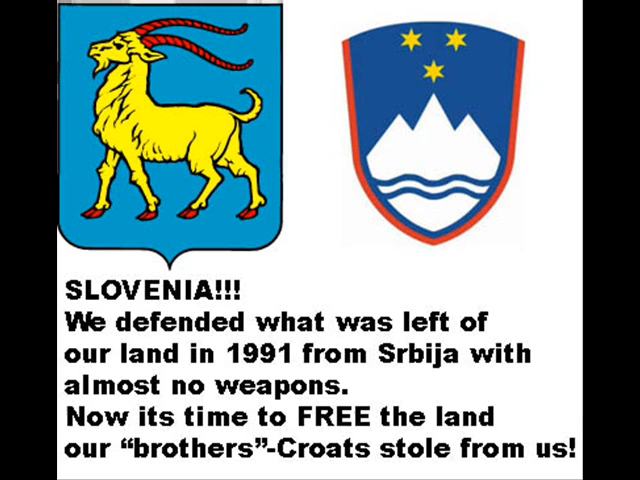 SLOVENIA!!!
We defended what was left of
our land in 1991 from Srbija with
almost no weapons.
Now its time to FREE the land
our “brothers”-Croats stole from us!